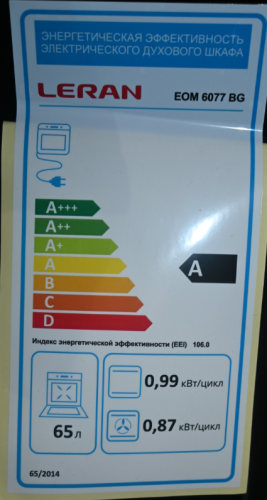 ЭНЕРГЕТИЧЕСКАЯ ЭФФЕКТИВНОСТЬ
ЭЛЕКТРИЧЕСКОГО ДУХОВОГО ШКАФА
LERAN EOM 6077 BG
A+++
A++
A+
A
A
B
C
D
Индекс энергетической эффективности (EEI) 106.0
65 л
0,99 кВт/цикл
0,87 кВт/цикл
65/2014